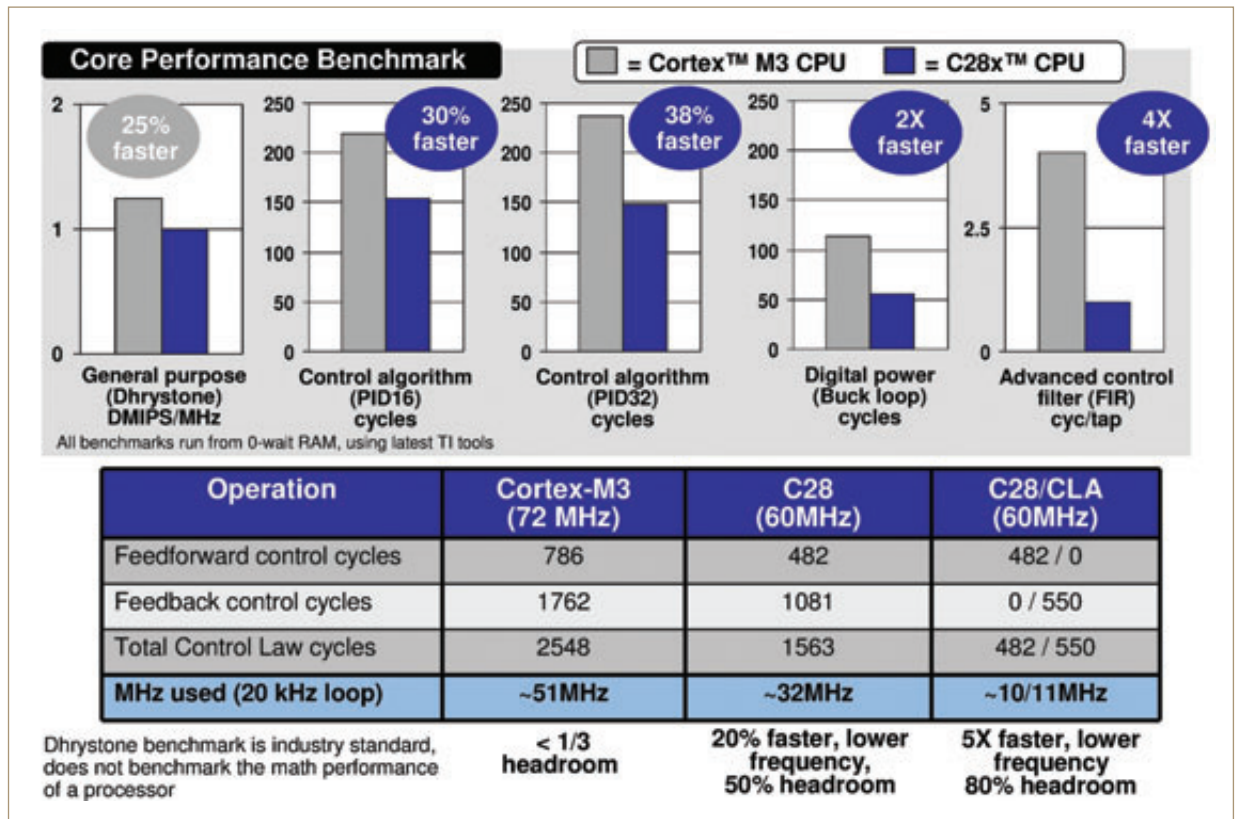 Core Performance Benchmark
= Cortex™ M3 CPU
= C28x™ CPU
2
1
0
25%
faster
General purpose
(Dhrystone)
DMIPS/MHz
250
200
150
100
50
0
30%
faster
Control algorithm
(PID16)
cycles
250
200
150
100
50
0
38%
faster
Control algorithm
(PID32)
cycles
250
200
150
100
50
0
2X
faster
Digital power
(Buck loop)
cycles
5
2.5
0
4X
faster
Advanced control
filter (FIR)
cyc/tap
All benchmarks run from 0-wait RAM, using latest TI tools
Operation Cortex-M3 C28 C28/CLA
(72 MHz) (60MHz) (60MHz)
Feedforward control cycles 786 482 482 / 0
Feedback control cycles 1762 1081 0 / 550
Total Control Law cycles 2548 1563 482 / 550
MHz used (20 kHz loop) ~51MHz ~32MHz ~10/11MHz
Dhrystone benchmark is industry standard,
does not benchmark the math performance
of a processor
< 1/3
headroom
20% faster, lower
frequency,
50% headroom
5X faster, lower
frequency
80% headroom